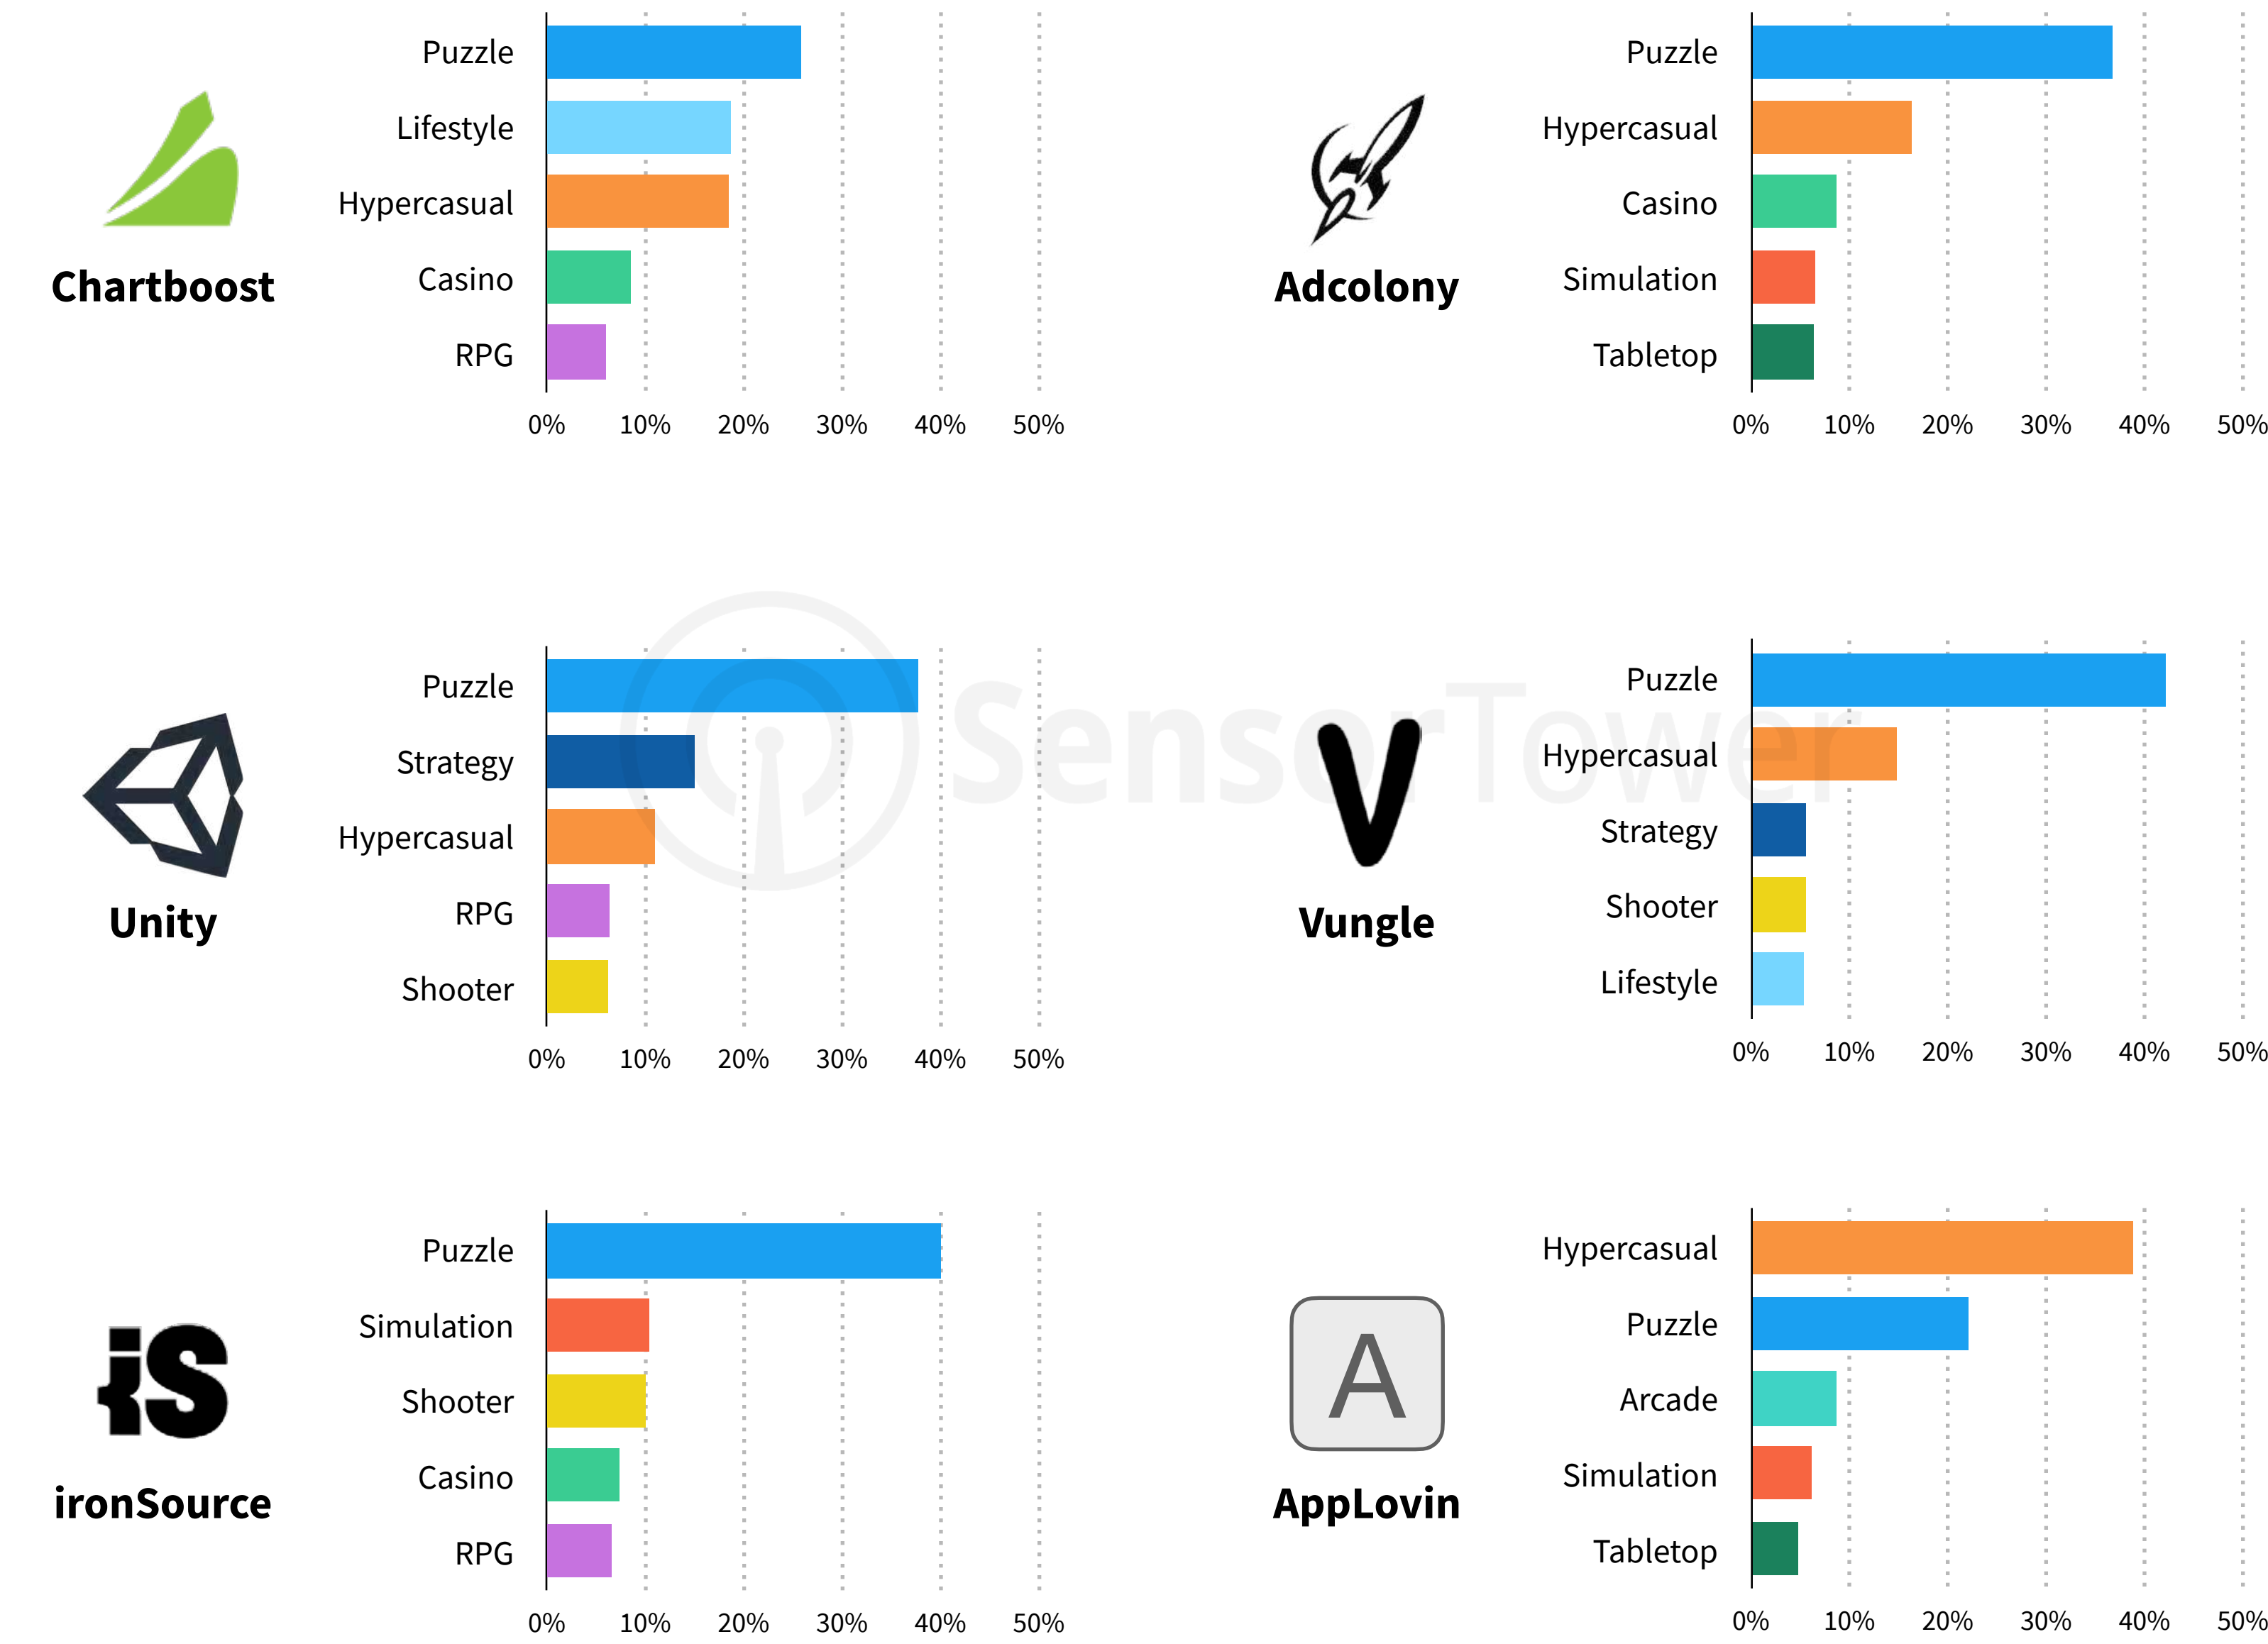 Puzzle
Lifestyle
Hypercasual
Casino
RPG
0% 10% 20% 30% 40% 50%
Chartboost
Puzzle
Hypercasual
Casino
Simulation
Tabletop
0% 10% 20% 30% 40% 50%
Adcolony
SensorTower
Puzzle
Strategy
Hypercasual
RPG
Shooter
0% 10% 20% 30% 40% 50%
Unity
Puzzle
Hypercasual
Strategy
Shooter
Lifestyle
0% 10% 20% 30% 40% 50%
V
Vungle
Puzzle
Simulation
Shooter
Casino
RPG
0% 10% 20% 30% 40% 50%
iS
ironSource
Hypercasual
Puzzle
Arcade
Simulation
Tabletop
0% 10% 20% 30% 40% 50%
A
AppLovin